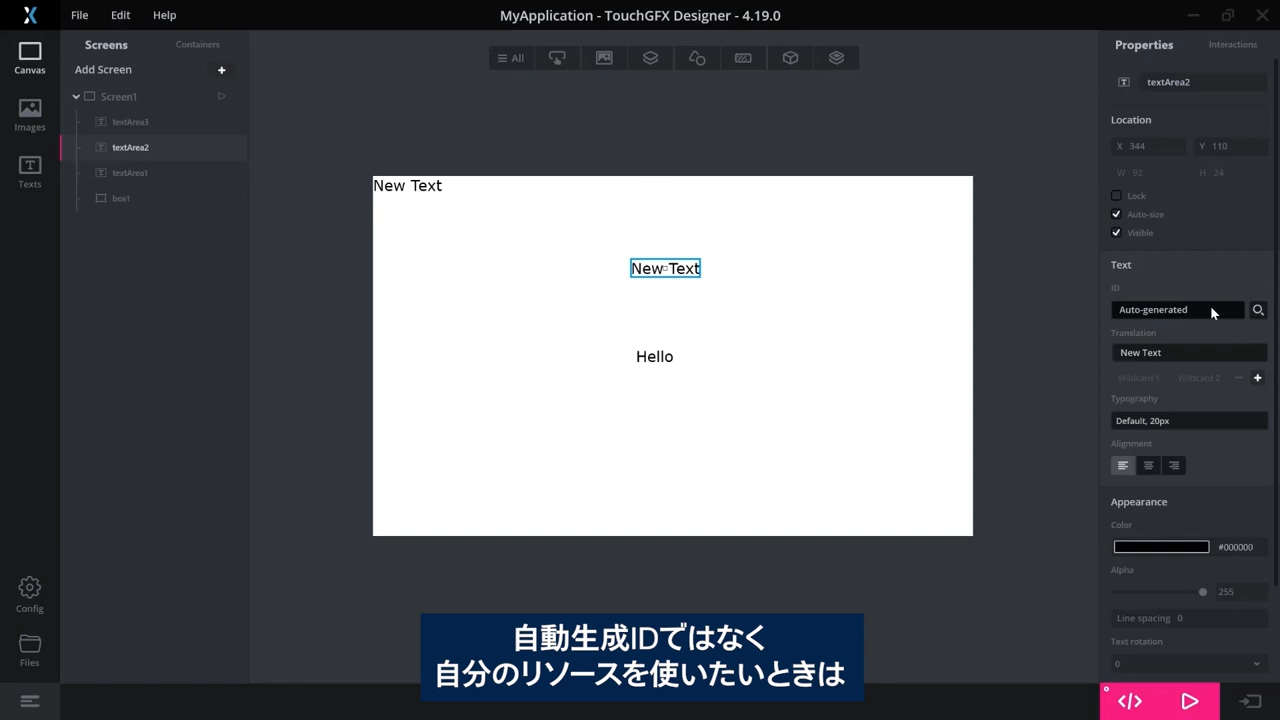 File Edit Help
MyApplication - TouchGFX Designer - 4.19.0
Canvas
Images
Texts
Config
Files
Screens Containers
Add Screen +
Screen1
textArea3
textArea2
textArea1
box1
All
New Text
New Text
Hello
Properties Interactions
textArea2
Location
X 344 Y 110
W 92 H 24
Lock
Auto-size
Visible
Text
ID
Auto-generated
Translation
New Text
Wildcard 1 Wildcard 2 − +
Typography
Default, 20px
Alignment
Appearance
Color
#000000
Alpha
255
Line spacing 0
Text rotation
0
自動生成IDではなく
自分のリソースを使いたいときは